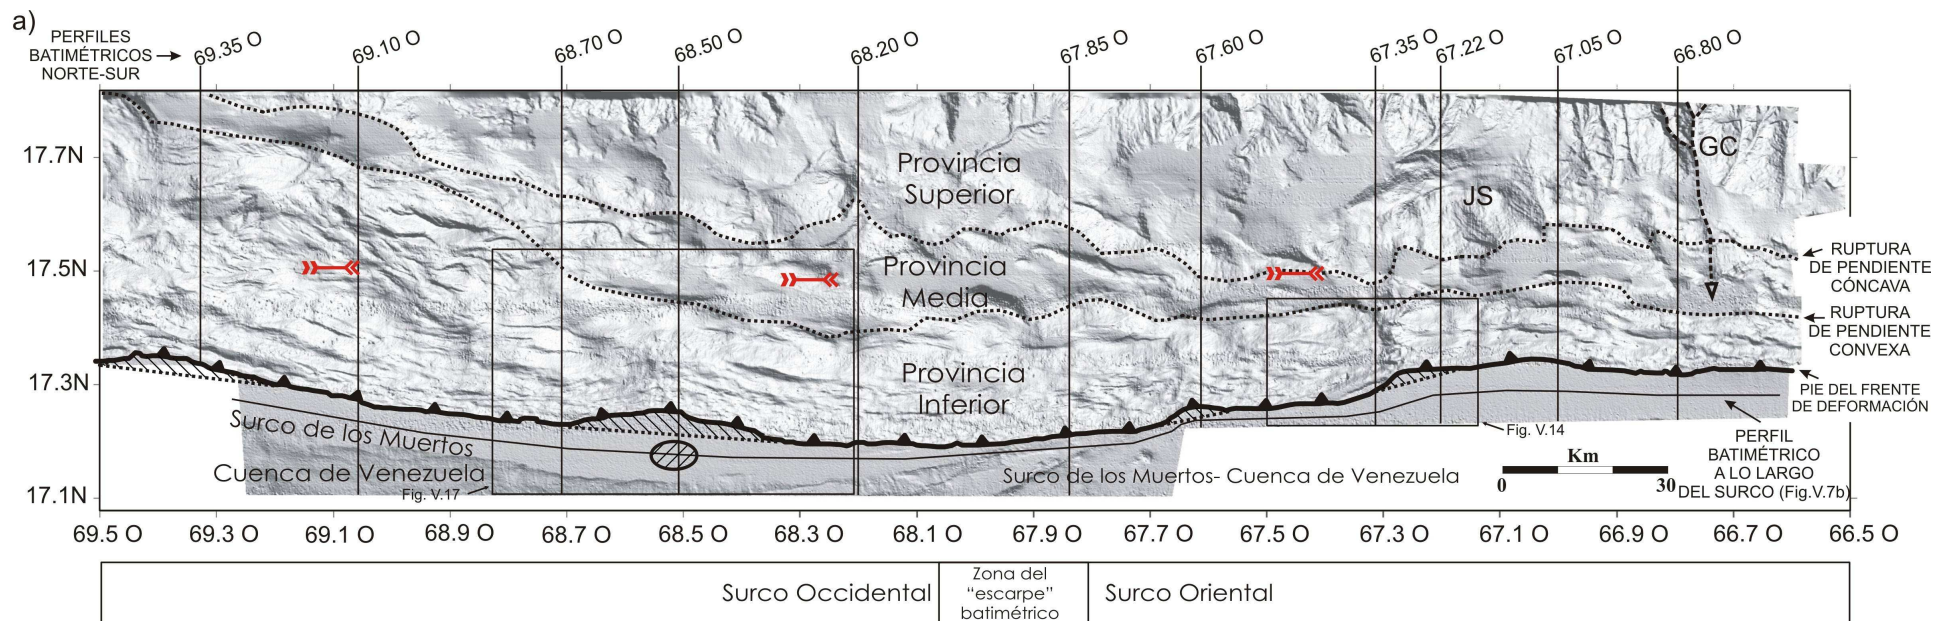 a)
PERFILES
BATIMÉTRICOS
NORTE-SUR
69.35 O
69.10 O
68.70 O
68.50 O
68.20 O
67.85 O
67.60 O
67.35 O
67.22 O
67.05 O
66.80 O
17.7N
17.5N
17.3N
17.1N
Provincia
Superior
GC
JS
Provincia
Media
Provincia
Inferior
RUPTURA
DE PENDIENTE
CÓNCAVA
RUPTURA
DE PENDIENTE
CONVEXA
PIE DEL FRENTE
DE DEFORMACIÓN
Surco de los Muertos
Cuenca de Venezuela
Fig. V.17
Surco de los Muertos- Cuenca de Venezuela
Fig. V.14
Km
0 30
PERFIL
BATIMÉTRICO
A LO LARGO
DEL SURCO (Fig.V.7b)
69.5 O 69.3 O 69.1 O 68.9 O 68.7 O 68.5 O 68.3 O 68.1 O 67.9 O 67.7 O 67.5 O 67.3 O 67.1 O 66.9 O 66.7 O 66.5 O
Surco Occidental
Zona del
“escarpe”
batimétrico
Surco Oriental